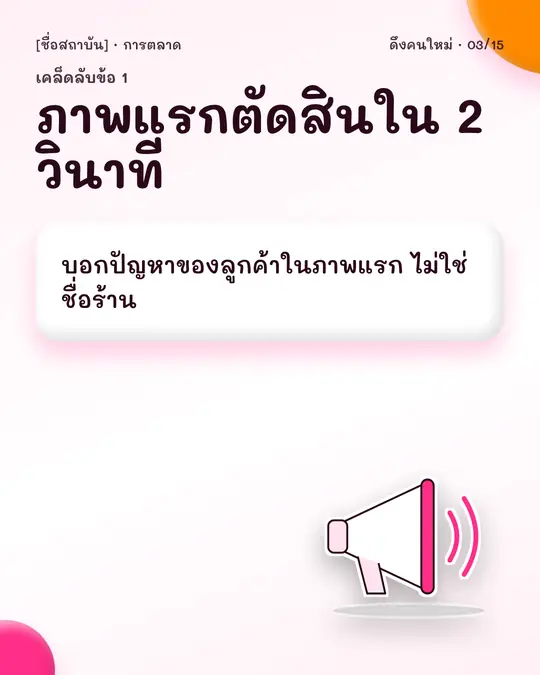 [ชื่อสถาบัน] · การตลาด
ดึงคนใหม่ · 03/15
เคล็ดลับข้อ 1
ภาพแรกตัดสินใน 2
วินาที
บอกปัญหาของลูกค้าในภาพแรก ไม่ใช่
ชื่อร้าน